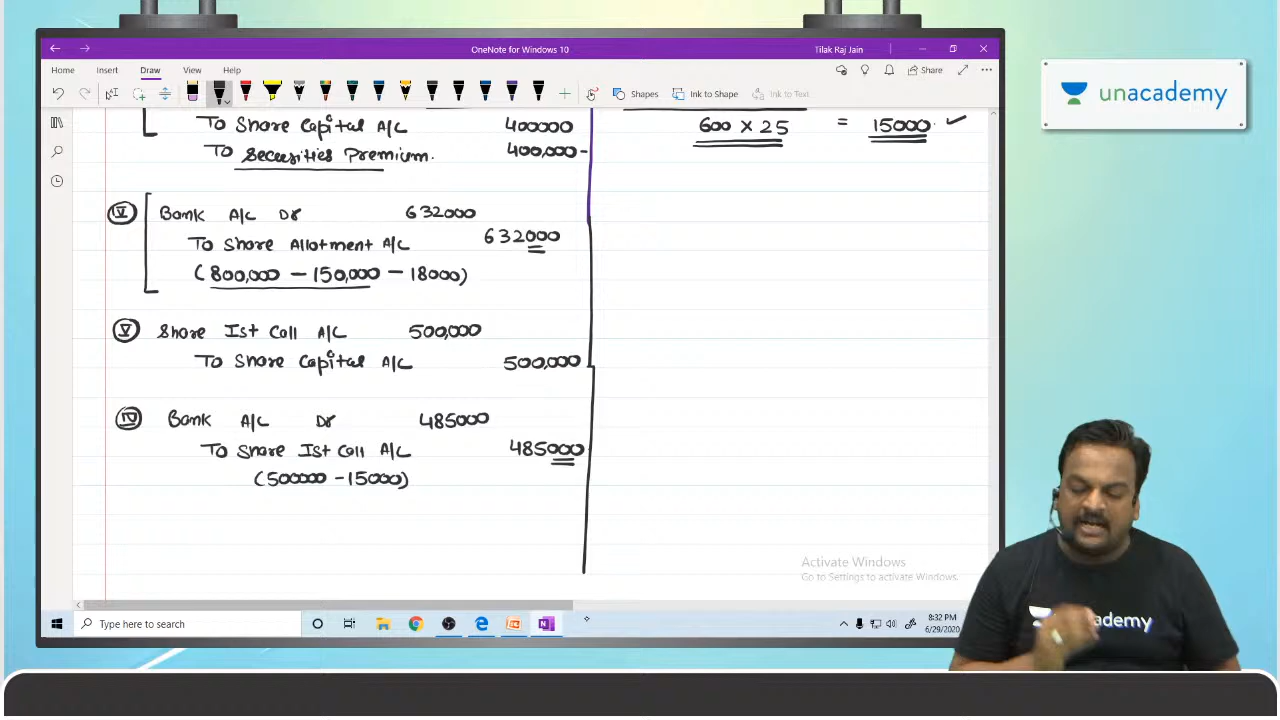 OneNote for Windows 10
Tilak Raj Jain
Home Insert Draw View Help
Share
Shapes
Ink to Shape
Ink to Text
unacademy
To Share Capital A/C 400000
To Securities Premium. 400,000 -
600 × 25 = 15000
IV Bank A/C Dr 632000
To Share Allotment A/C 632000
(800,000 - 150,000 - 18000)
V Share Ist Call A/C 500,000
To Share Capital A/C 500,000
IV Bank A/C Dr 485000
To Share Ist Call A/C 485000
(500000 - 15000)
Activate Windows
Go to Settings to activate Windows.
Type here to search
8:32 PM
6/29/2020